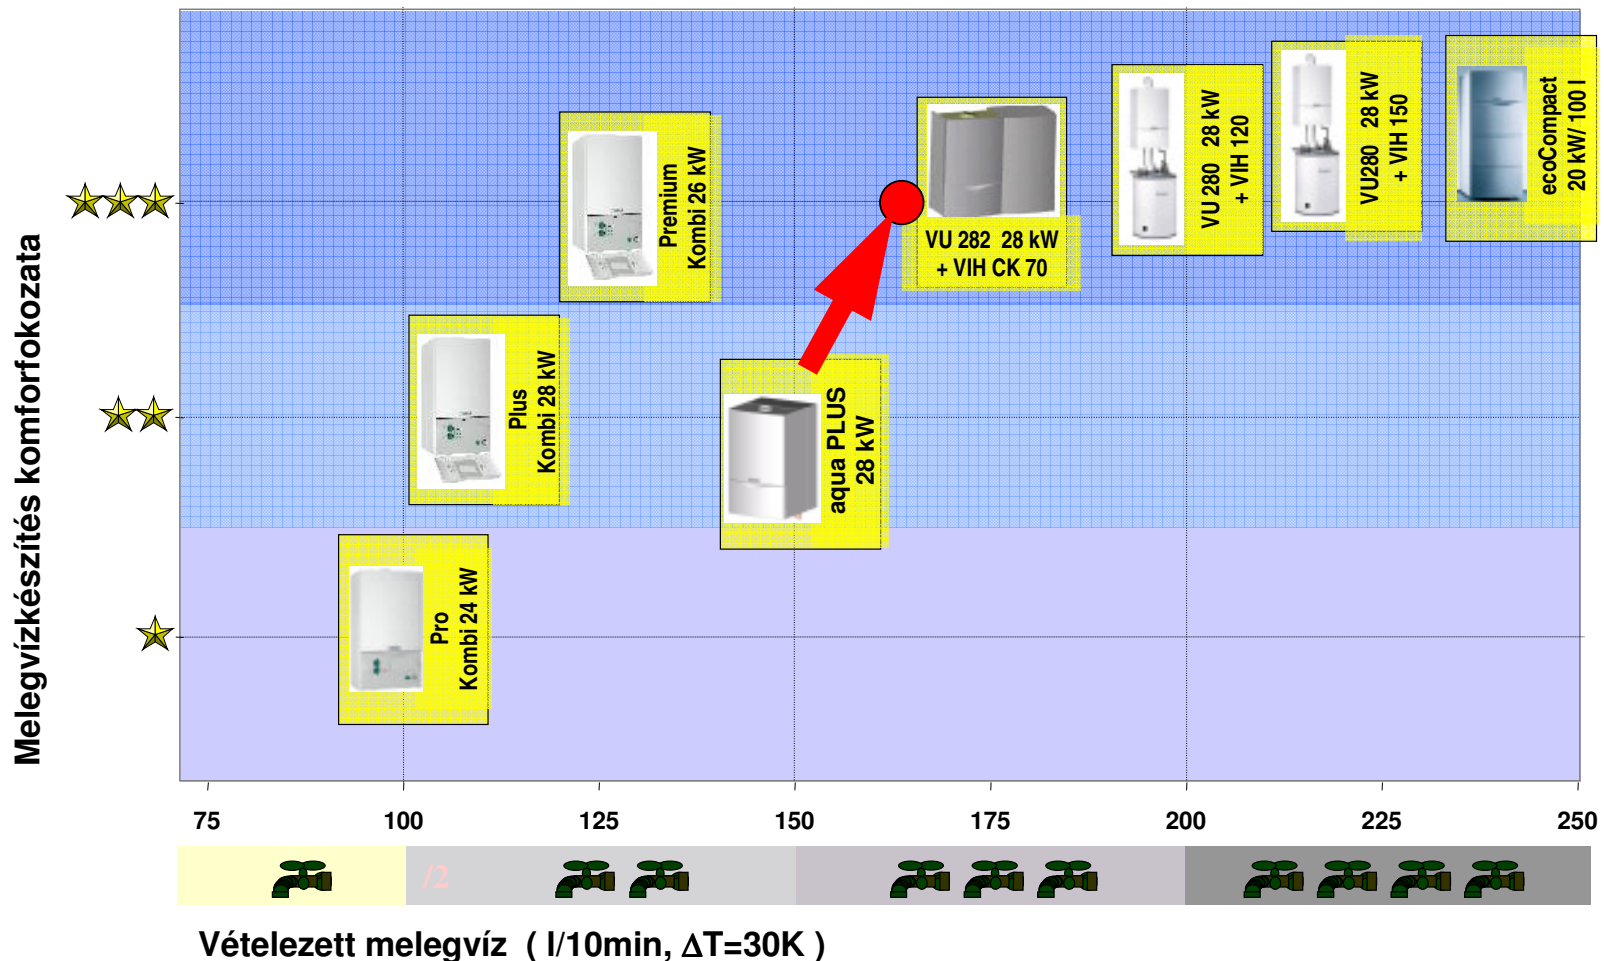 Melegvízkészítés komforfokozata
Premium
Kombi 26 kW
VU 282 28 kW
+ VIH CK 70
VU 280 28 kW
+ VIH 120
VU280 28 kW
+ VIH 150
ecoCompact
20 kW/ 100 l
Plus
Kombi 28 kW
aqua PLUS
28 kW
Pro
Kombi 24 kW
75 100 125 150 175 200 225 250
/2
Vételezett melegvíz ( l/10min, ΔT=30K )